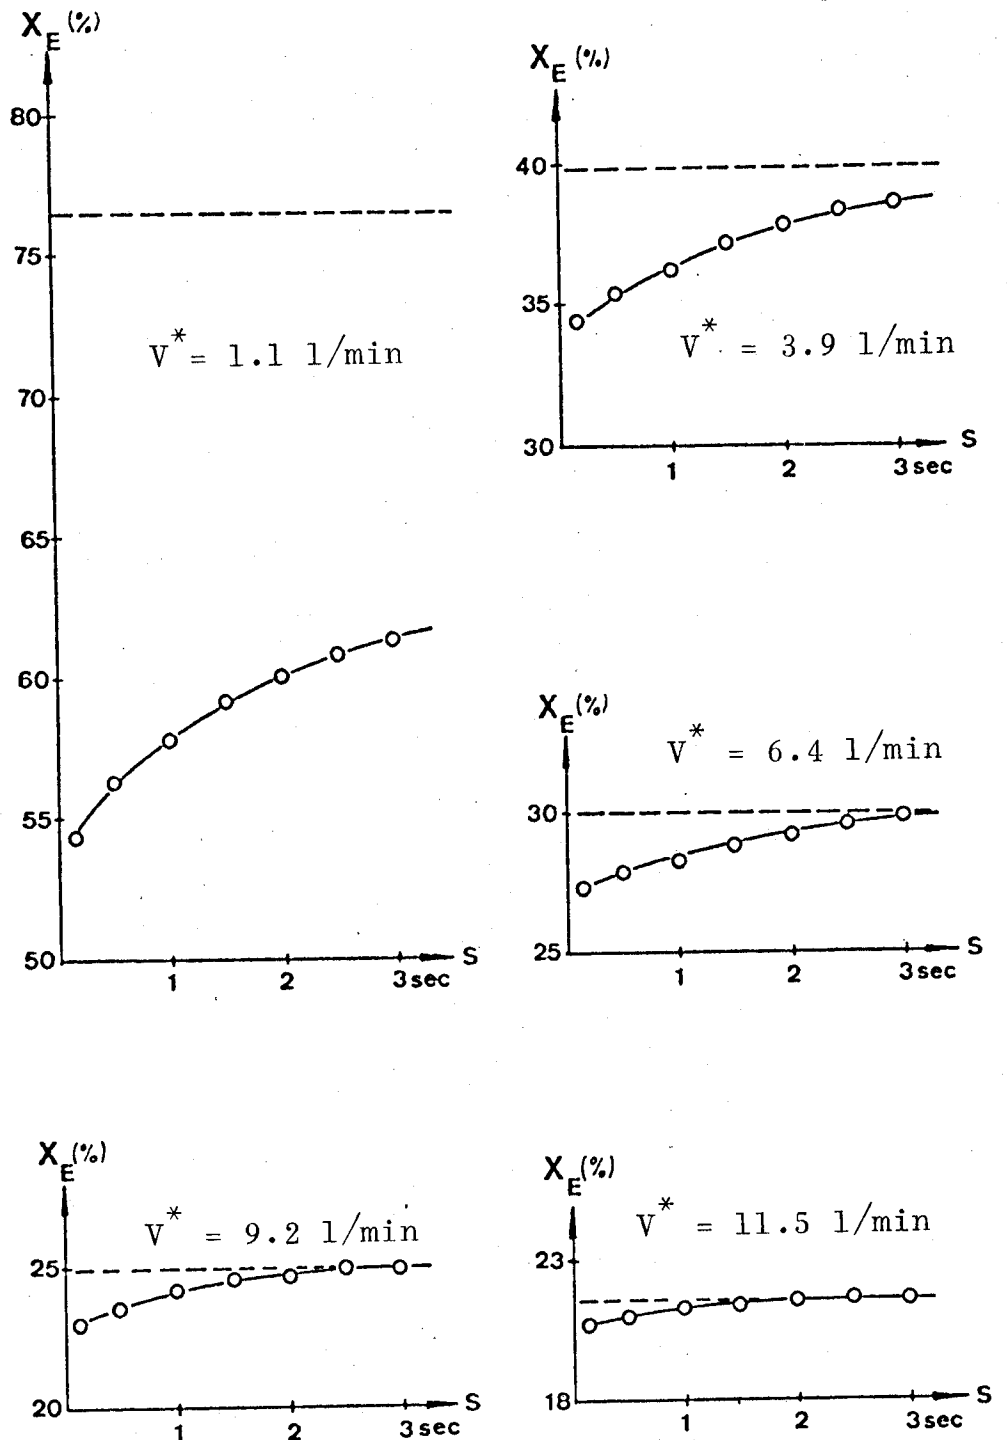 X_E (%)
80
75
70
65
60
55
50
V* = 1.1 l/min
1 2 3 sec S
X_E (%)
40
35
30
V* = 3.9 l/min
1 2 3 sec S
X_E (%)
V* = 6.4 l/min
30
25
1 2 3 sec S
X_E (%)
V* = 9.2 l/min
25
20
1 2 3 sec S
X_E (%)
V* = 11.5 l/min
23
18
1 2 3 sec S